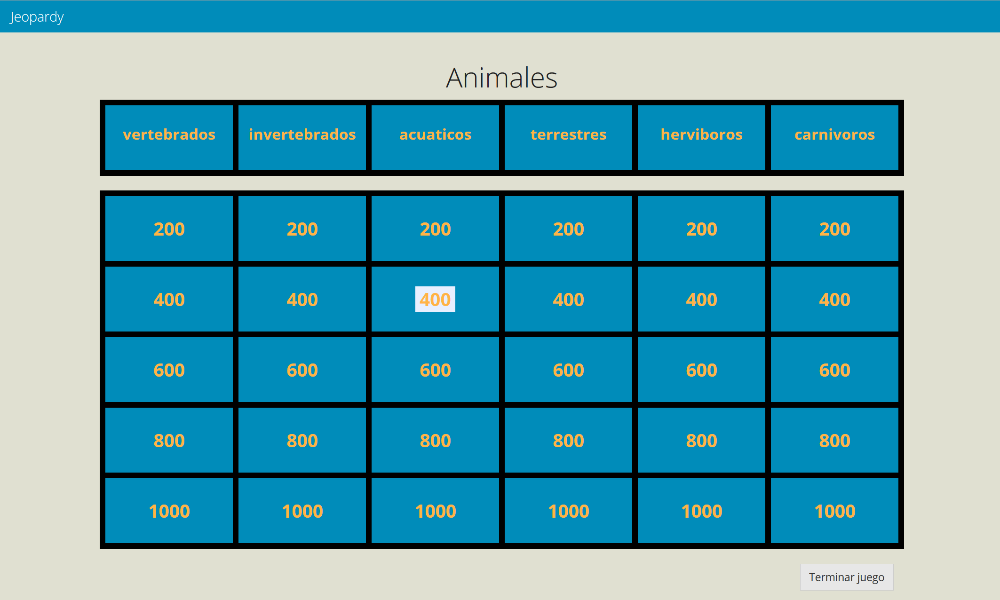 Jeopardy
Animales
vertebrados invertebrados acuaticos terrestres herviboros carnivoros
200 200 200 200 200 200
400 400 400 400 400 400
600 600 600 600 600 600
800 800 800 800 800 800
1000 1000 1000 1000 1000 1000
Terminar juego